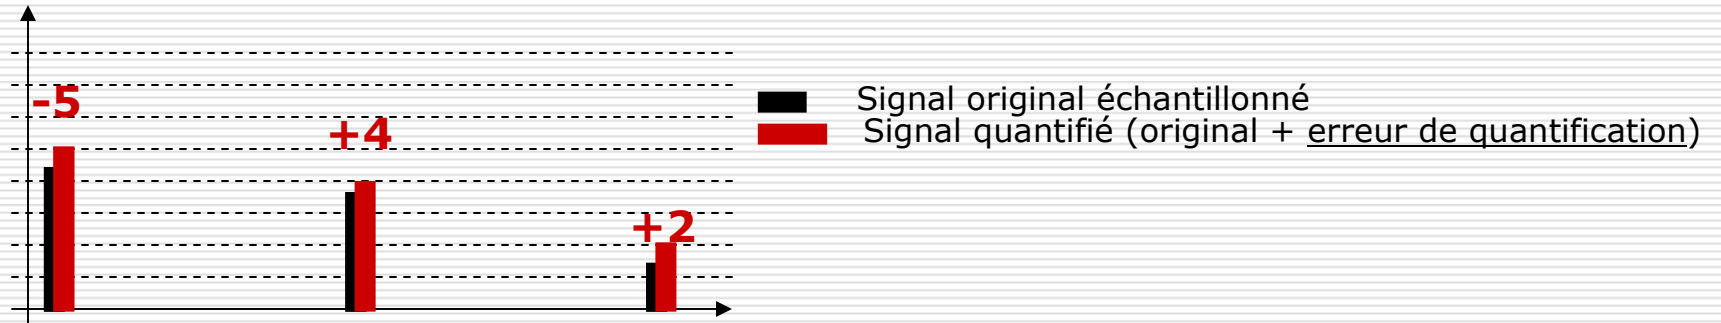 -5
+4
+2
Signal original échantillonné
Signal quantifié (original + erreur de quantification)